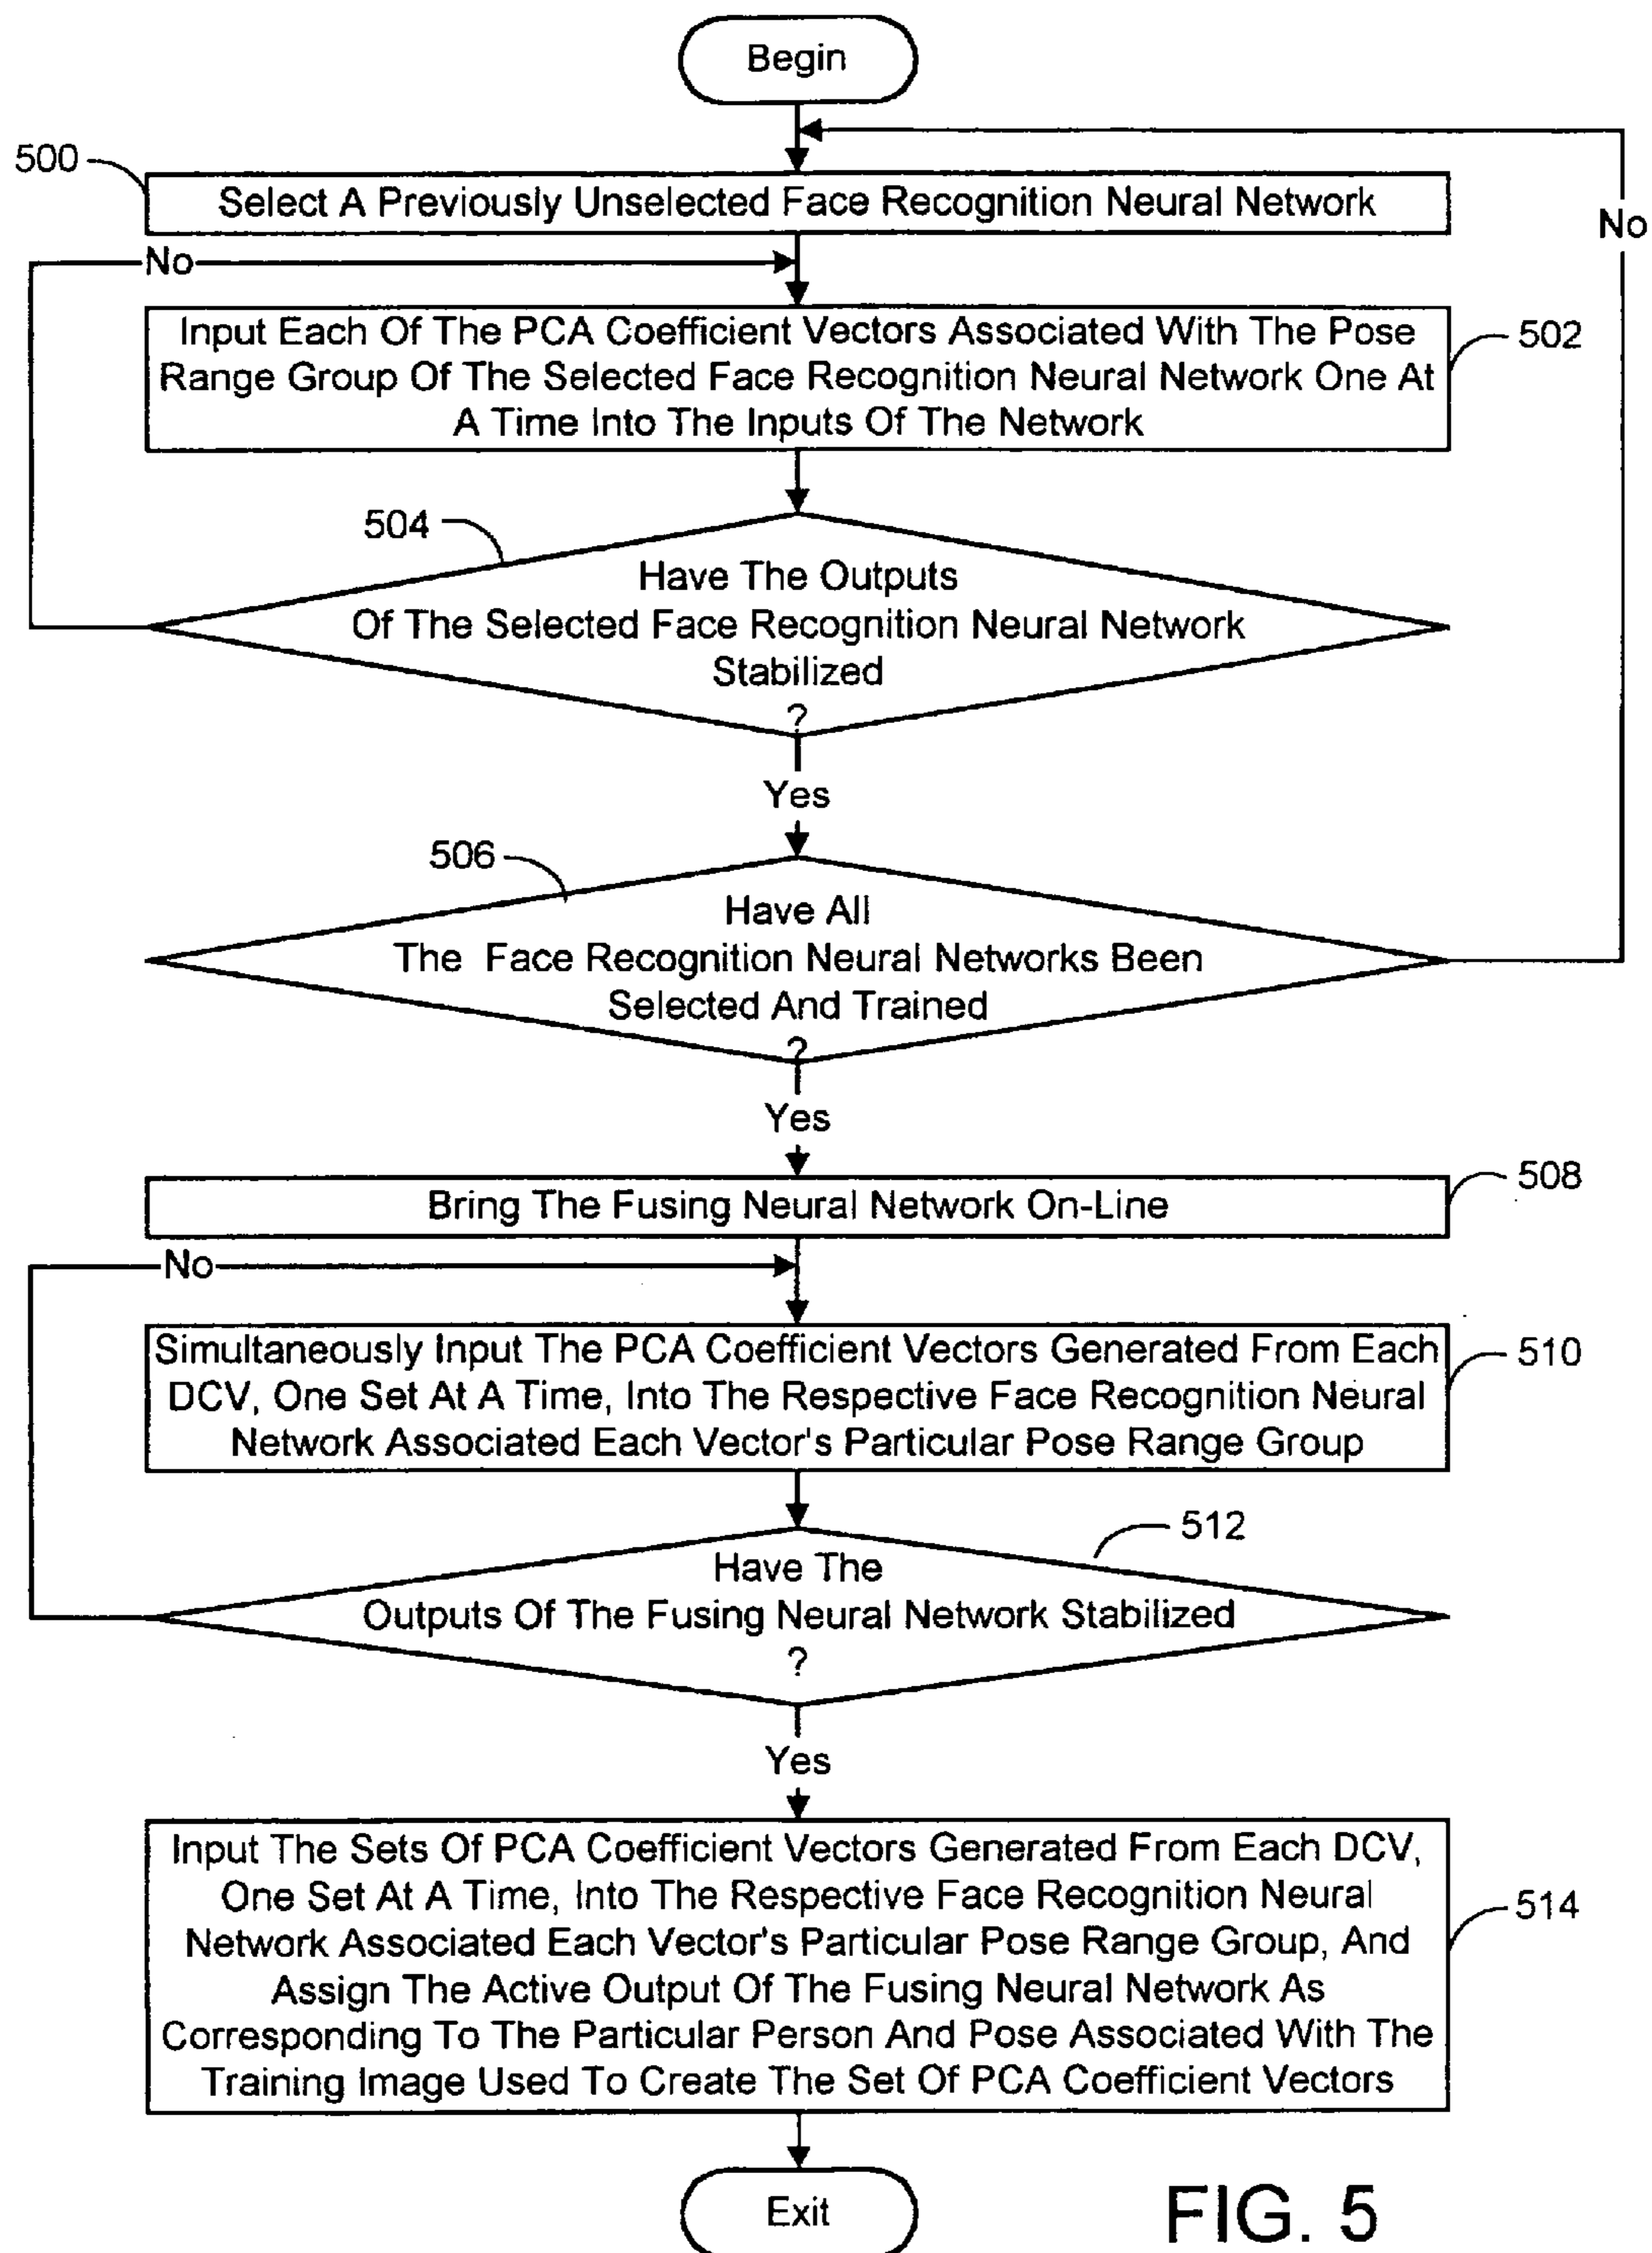 Begin
500
Select A Previously Unselected Face Recognition Neural Network
No
No
Input Each Of The PCA Coefficient Vectors Associated With The Pose
Range Group Of The Selected Face Recognition Neural Network One At
A Time Into The Inputs Of The Network
502
504
Have The Outputs
Of The Selected Face Recognition Neural Network
Stabilized
?
Yes
506
Have All
The Face Recognition Neural Networks Been
Selected And Trained
?
Yes
Bring The Fusing Neural Network On-Line
508
No
Simultaneously Input The PCA Coefficient Vectors Generated From Each
DCV, One Set At A Time, Into The Respective Face Recognition Neural
Network Associated Each Vector's Particular Pose Range Group
510
512
Have The
Outputs Of The Fusing Neural Network Stabilized
?
Yes
Input The Sets Of PCA Coefficient Vectors Generated From Each DCV,
One Set At A Time, Into The Respective Face Recognition Neural
Network Associated Each Vector's Particular Pose Range Group, And
Assign The Active Output Of The Fusing Neural Network As
Corresponding To The Particular Person And Pose Associated With The
Training Image Used To Create The Set Of PCA Coefficient Vectors
514
Exit
FIG. 5